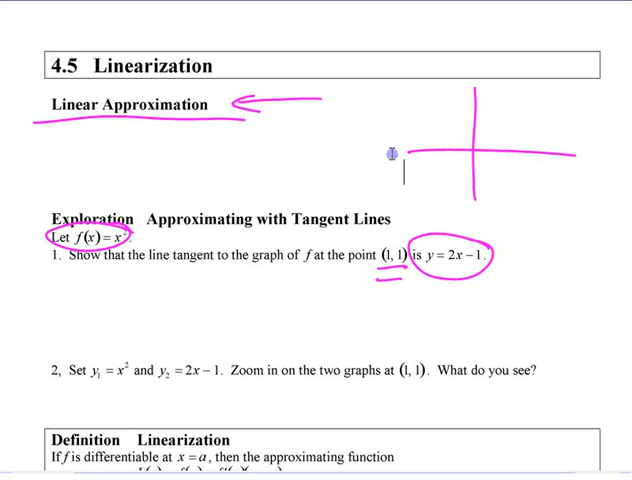 4.5 Linearization
Linear Approximation
Exploration Approximating with Tangent Lines
Let f(x) = x².
1. Show that the line tangent to the graph of f at the point (1, 1) is y = 2x − 1.
2, Set y₁ = x² and y₂ = 2x − 1. Zoom in on the two graphs at (1, 1). What do you see?
Definition Linearization
If f is differentiable at x = a, then the approximating function